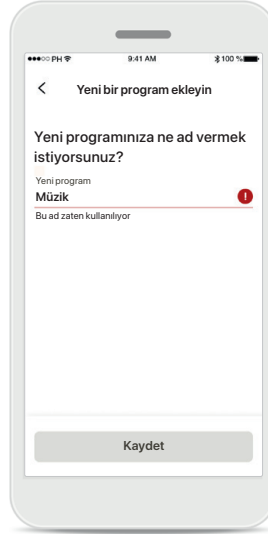 PH 9:41 AM 100 %
Yeni bir program ekleyin
Yeni programınıza ne ad vermek
istiyorsunuz?
Yeni program
Müzik
!
Bu ad zaten kullanılıyor
Kaydet